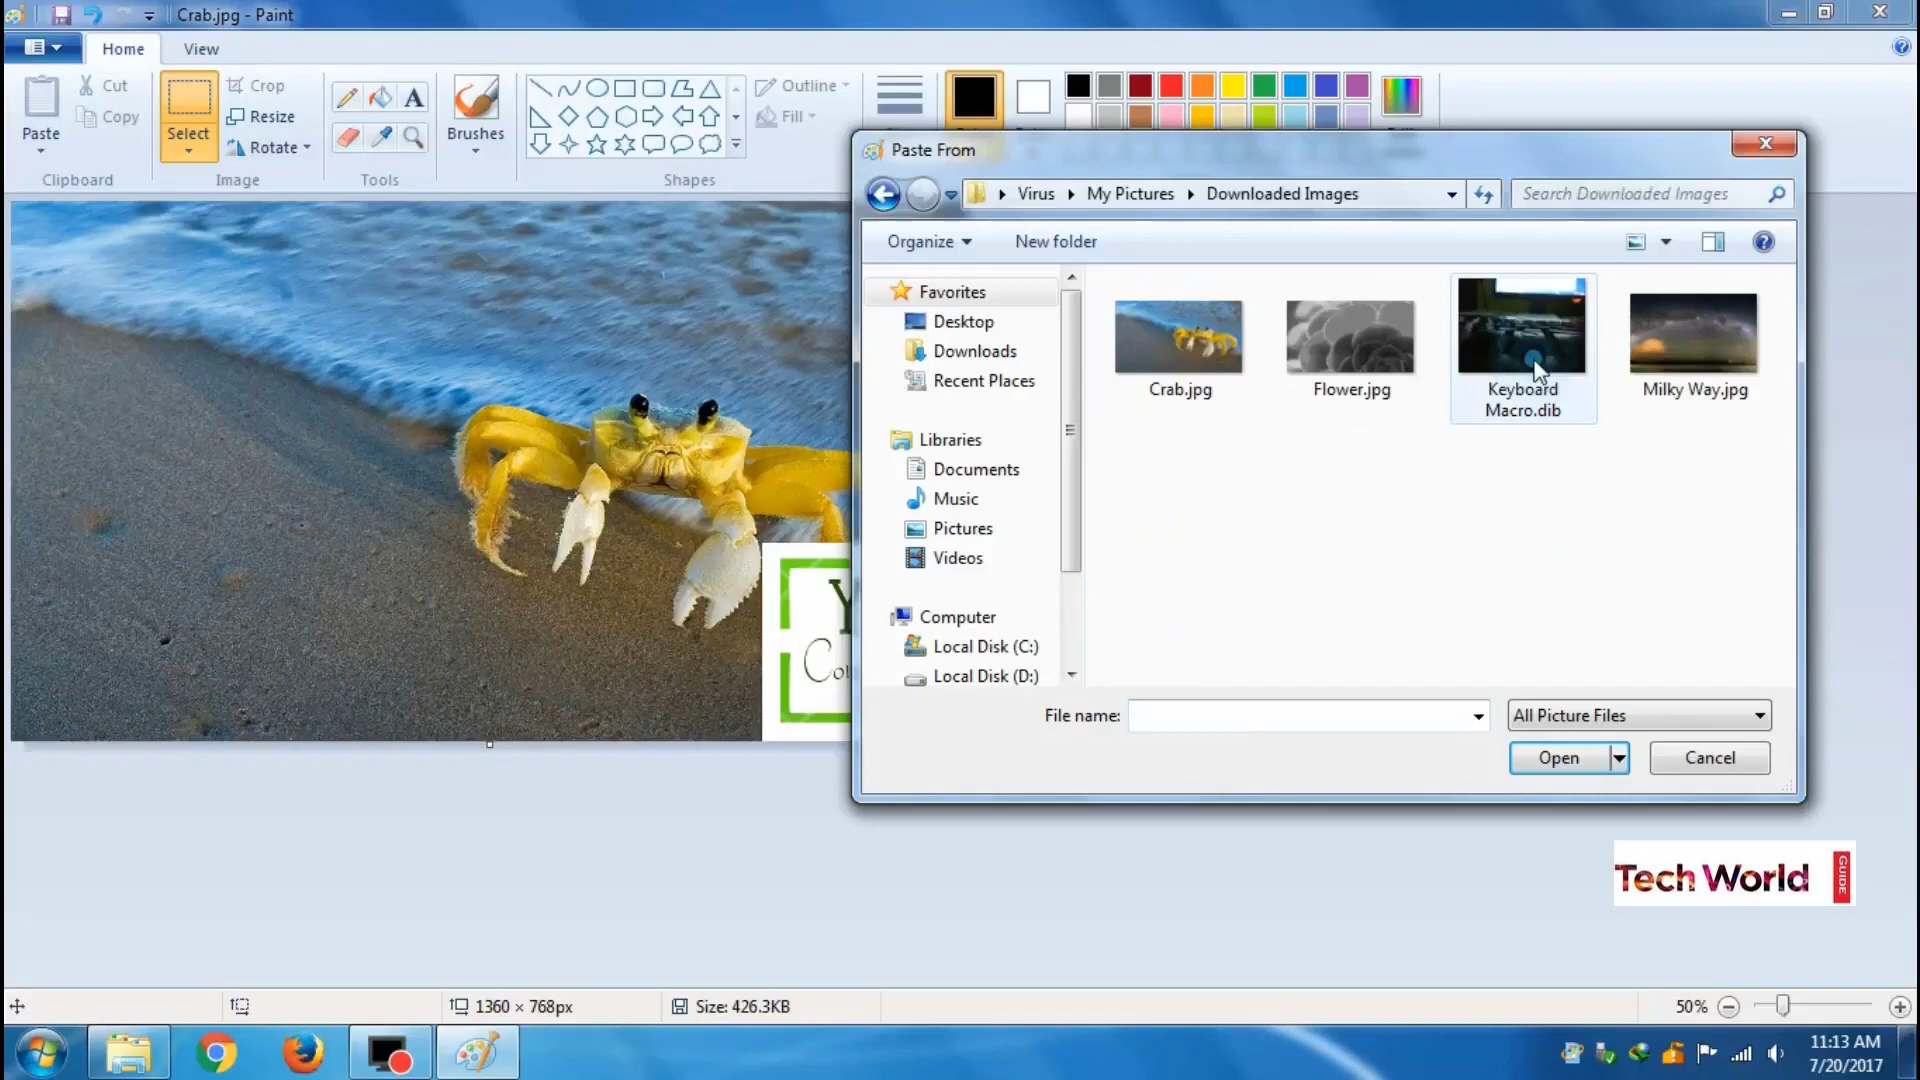 Crab.jpg - Paint
Home
View
Paste
Cut
Copy
Clipboard
Select
Crop
Resize
Rotate
Image
A
Tools
Brushes
Shapes
Outline
Fill
Paste From
Virus
My Pictures
Downloaded Images
Search Downloaded Images
Organize
New folder
Favorites
Desktop
Downloads
Recent Places
Libraries
Documents
Music
Pictures
Videos
Computer
Local Disk (C:)
Local Disk (D:)
Crab.jpg
Flower.jpg
Keyboard
Macro.dib
Milky Way.jpg
File name:
All Picture Files
Open
Cancel
Tech World
GUIDE
1360 × 768px
Size: 426.3KB
50%
11:13 AM
7/20/2017